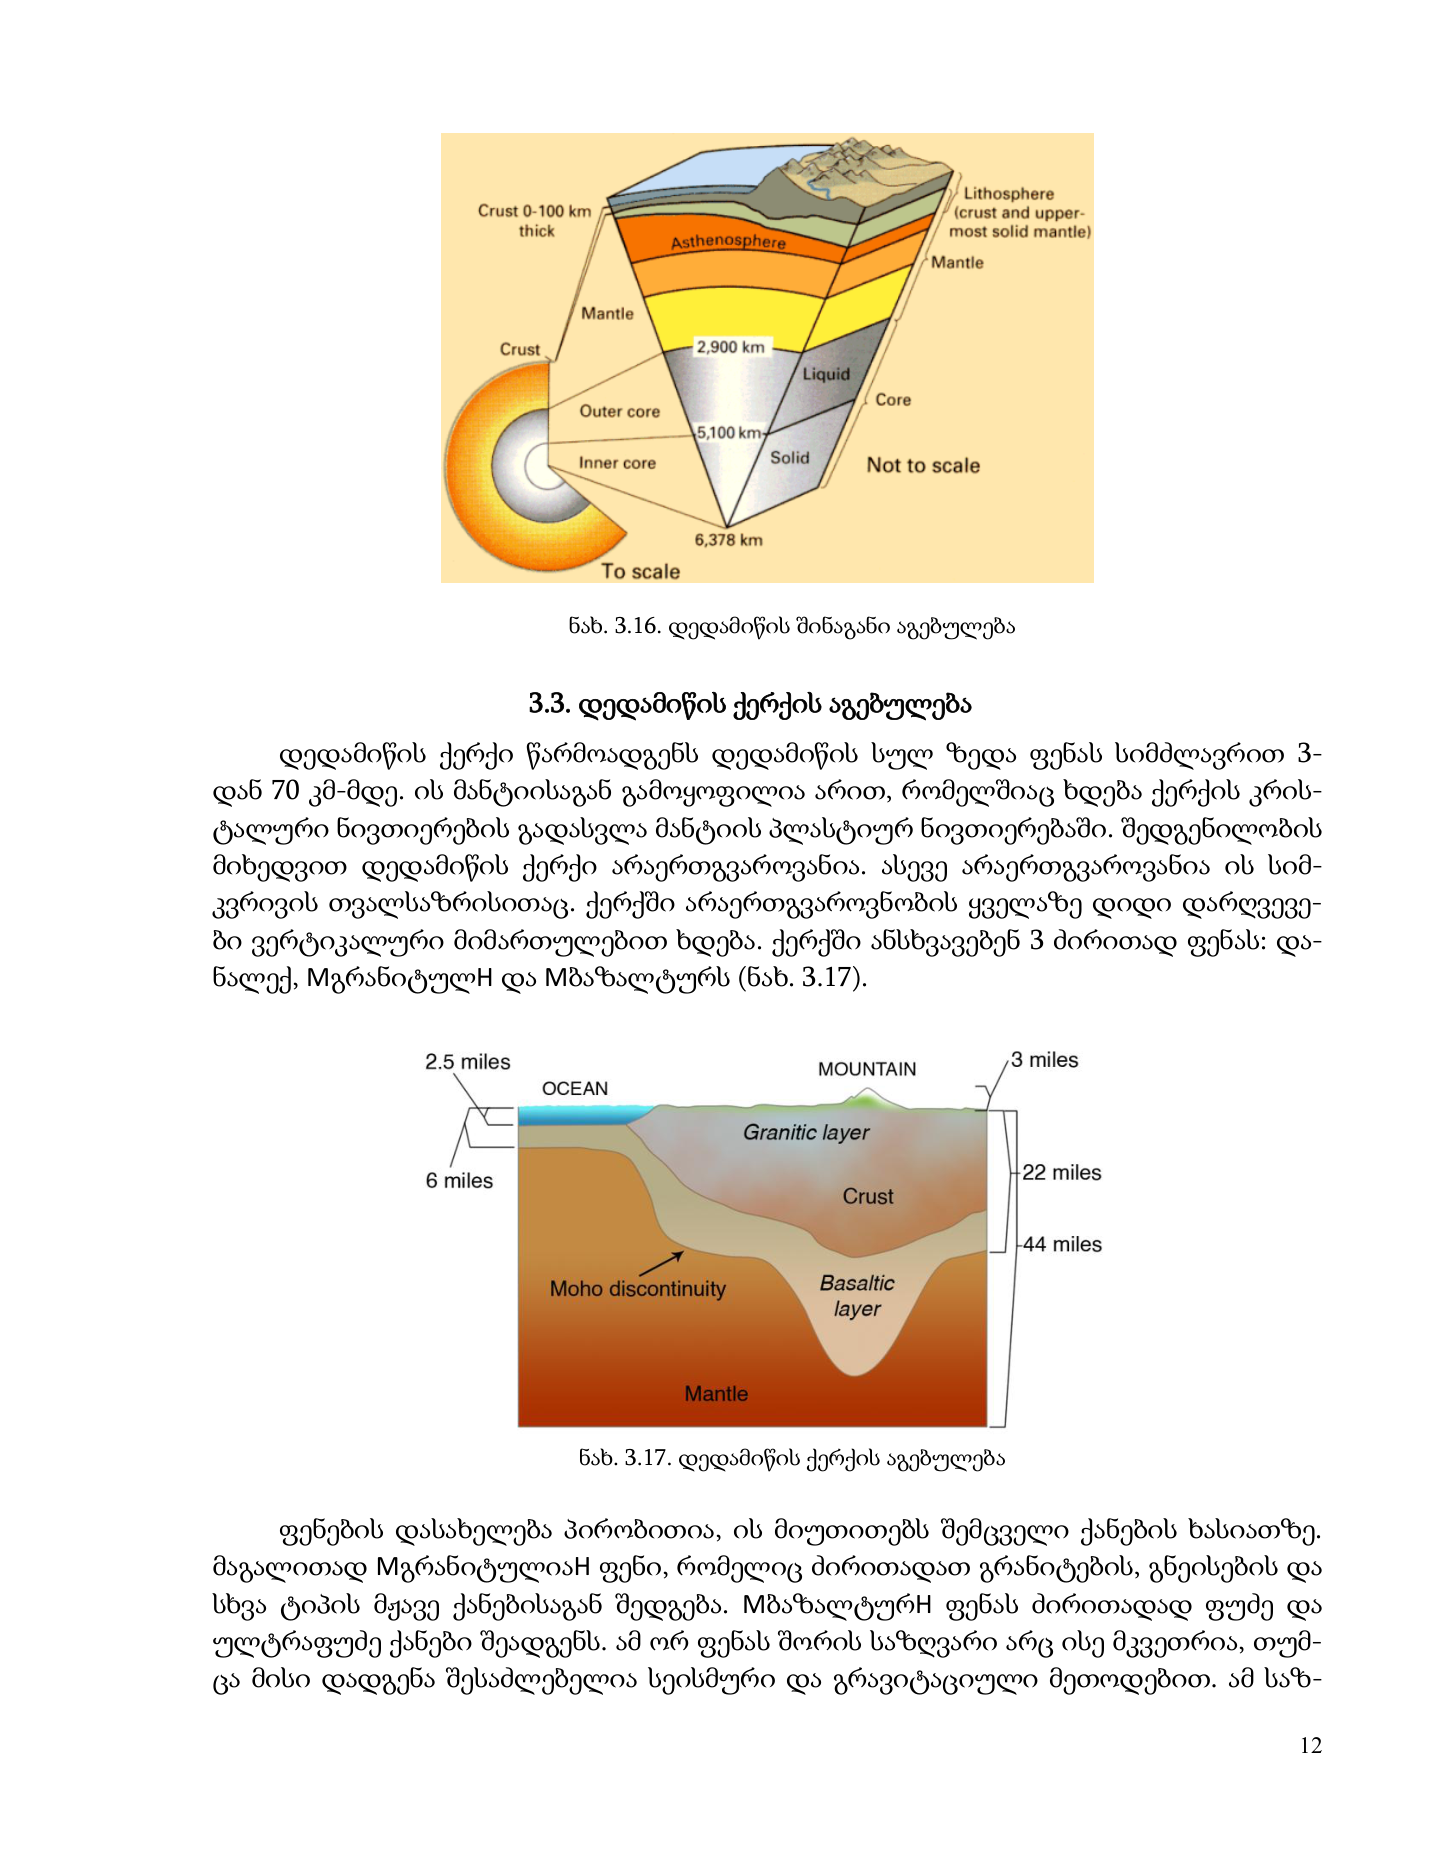 Lithosphere
(crust and upper-
most solid mantle)
Crust 0-100 km
thick
Asthenosphere
Mantle
Mantle
2,900 km
Crust
Liquid
Core
Outer core
5,100 km
Solid
Inner core
Not to scale
6,378 km
To scale
ნახ. 3.16. დედამიწის შინაგანი აგებულება
3.3. დედამიწის ქერქის აგებულება
დედამიწის ქერქი წარმოადგენს დედამიწის სულ ზედა ფენას სიმძლავრით 3-
დან 70 კმ-მდე. ის მანტიისაგან გამოყოფილია არით, რომელშიაც ხდება ქერქის კრის-
ტალური ნივთიერების გადასვლა მანტიის პლასტიურ ნივთიერებაში. შედგენილობის
მიხედვით დედამიწის ქერქი არაერთგვაროვანია. ასევე არაერთგვაროვანია ის სიმ-
კვრივის თვალსაზრისითაც. ქერქში არაერთგვაროვნობის ყველაზე დიდი დარღვევე-
ბი ვერტიკალური მიმართულებით ხდება. ქერქში ანსხვავებენ 3 ძირითად ფენას: და-
ნალექ, MგრანიტულH და Mბაზალტურს (ნახ. 3.17).
2.5 miles
3 miles
MOUNTAIN
OCEAN
Granitic layer
22 miles
6 miles
Crust
44 miles
Moho discontinuity
Basaltic
layer
Mantle
ნახ. 3.17. დედამიწის ქერქის აგებულება
ფენების დასახელება პირობითია, ის მიუთითებს შემცველი ქანების ხასიათზე.
მაგალითად MგრანიტულიაH ფენი, რომელიც ძირითადათ გრანიტების, გნეისების და
სხვა ტიპის მჟავე ქანებისაგან შედგება. MბაზალტურH ფენას ძირითადად ფუძე და
ულტრაფუძე ქანები შეადგენს. ამ ორ ფენას შორის საზღვარი არც ისე მკვეთრია, თუმ-
ცა მისი დადგენა შესაძლებელია სეისმური და გრავიტაციული მეთოდებით. ამ საზ-
12